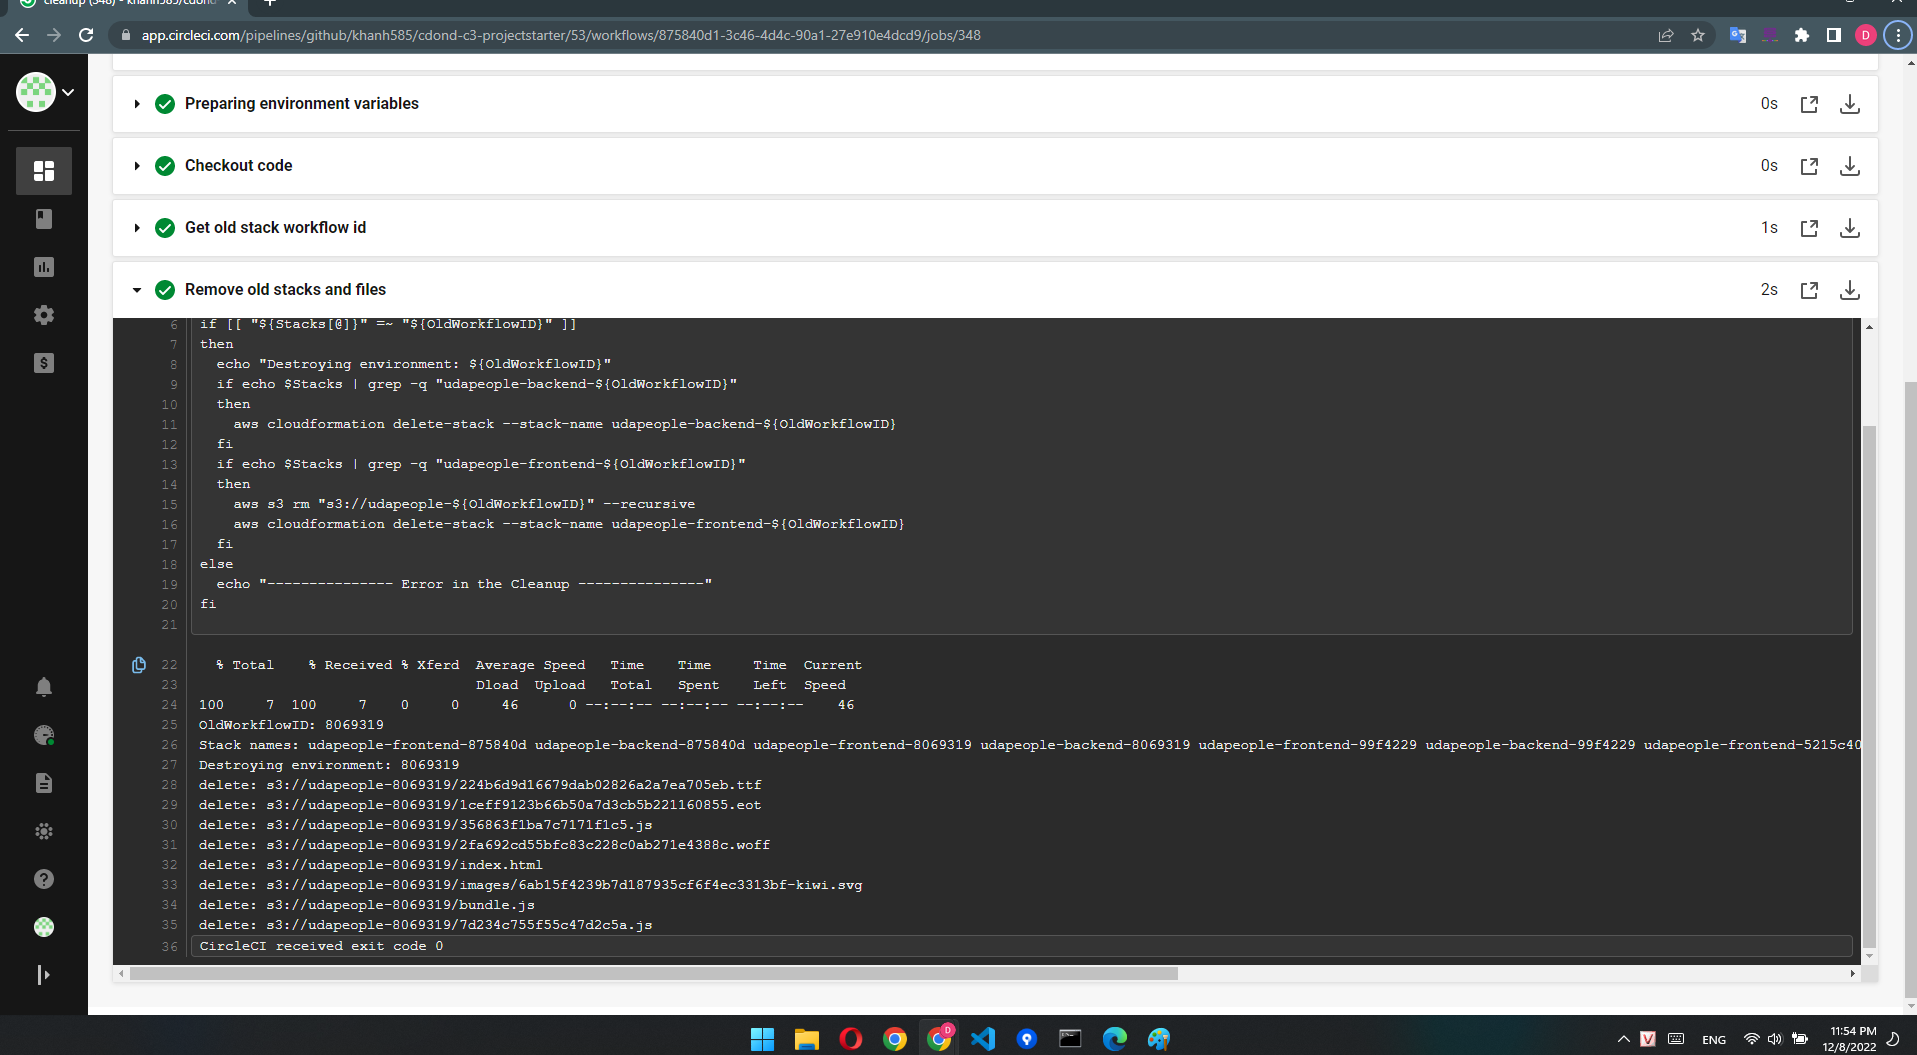 cleanup (348) - khanh585/cdond
app.circleci.com/pipelines/github/khanh585/cdond-c3-projectstarter/53/workflows/875840d1-3c46-4d4c-90a1-27e910e4dcd9/jobs/348
D
Preparing environment variables 0s
Checkout code 0s
Get old stack workflow id 1s
Remove old stacks and files 2s
6 if [[ "${Stacks[@]}" =~ "${OldWorkflowID}" ]]
7 then
8 echo "Destroying environment: ${OldWorkflowID}"
9 if echo $Stacks | grep -q "udapeople-backend-${OldWorkflowID}"
10 then
11 aws cloudformation delete-stack --stack-name udapeople-backend-${OldWorkflowID}
12 fi
13 if echo $Stacks | grep -q "udapeople-frontend-${OldWorkflowID}"
14 then
15 aws s3 rm "s3://udapeople-${OldWorkflowID}" --recursive
16 aws cloudformation delete-stack --stack-name udapeople-frontend-${OldWorkflowID}
17 fi
18 else
19 echo "--------------- Error in the Cleanup ---------------"
20 fi
21
22 % Total % Received % Xferd Average Speed Time Time Time Current
23 Dload Upload Total Spent Left Speed
24 100 7 100 7 0 0 46 0 --:--:-- --:--:-- --:--:-- 46
25 OldWorkflowID: 8069319
26 Stack names: udapeople-frontend-875840d udapeople-backend-875840d udapeople-frontend-8069319 udapeople-backend-8069319 udapeople-frontend-99f4229 udapeople-backend-99f4229 udapeople-frontend-5215c40
27 Destroying environment: 8069319
28 delete: s3://udapeople-8069319/224b6d9d16679dab02826a2a7ea705eb.ttf
29 delete: s3://udapeople-8069319/1ceff9123b66b50a7d3cb5b221160855.eot
30 delete: s3://udapeople-8069319/356863f1ba7c7171f1c5.js
31 delete: s3://udapeople-8069319/2fa692cd55bfc83c228c0ab271e4388c.woff
32 delete: s3://udapeople-8069319/index.html
33 delete: s3://udapeople-8069319/images/6ab15f4239b7d187935cf6f4ec3313bf-kiwi.svg
34 delete: s3://udapeople-8069319/bundle.js
35 delete: s3://udapeople-8069319/7d234c755f55c47d2c5a.js
36 CircleCI received exit code 0
D
V
ENG
11:54 PM
12/8/2022